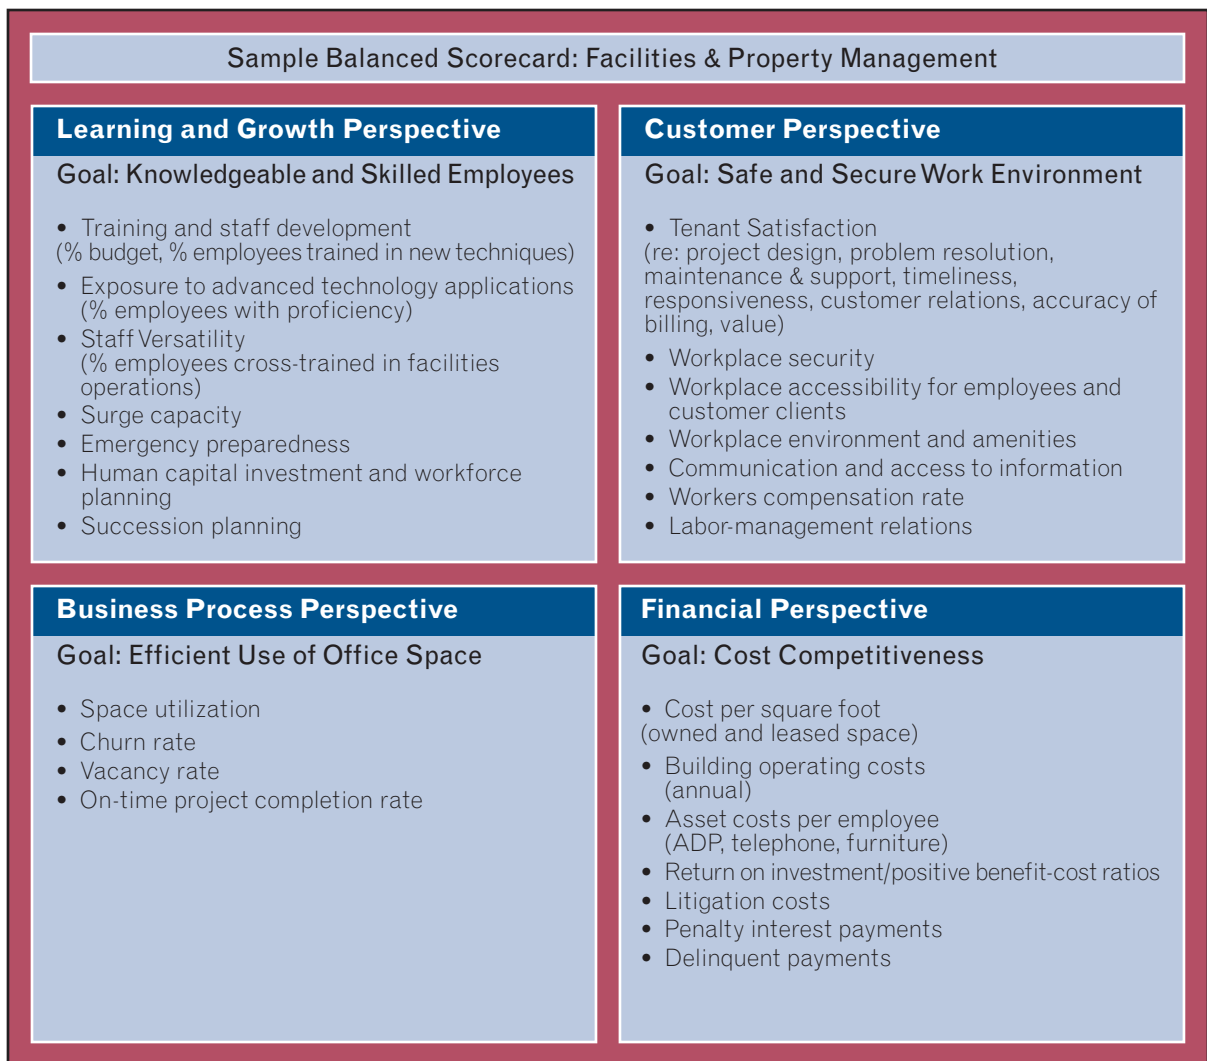 Sample Balanced Scorecard: Facilities & Property Management
Learning and Growth Perspective
Goal: Knowledgeable and Skilled Employees
• Training and staff development
(% budget, % employees trained in new techniques)
• Exposure to advanced technology applications
(% employees with proficiency)
• Staff Versatility
(% employees cross-trained in facilities
operations)
• Surge capacity
• Emergency preparedness
• Human capital investment and workforce
planning
• Succession planning
Customer Perspective
Goal: Safe and Secure Work Environment
• Tenant Satisfaction
(re: project design, problem resolution,
maintenance & support, timeliness,
responsiveness, customer relations, accuracy of
billing, value)
• Workplace security
• Workplace accessibility for employees and
customer clients
• Workplace environment and amenities
• Communication and access to information
• Workers compensation rate
• Labor-management relations
Business Process Perspective
Goal: Efficient Use of Office Space
• Space utilization
• Churn rate
• Vacancy rate
• On-time project completion rate
Financial Perspective
Goal: Cost Competitiveness
• Cost per square foot
(owned and leased space)
• Building operating costs
(annual)
• Asset costs per employee
(ADP, telephone, furniture)
• Return on investment/positive benefit-cost ratios
• Litigation costs
• Penalty interest payments
• Delinquent payments